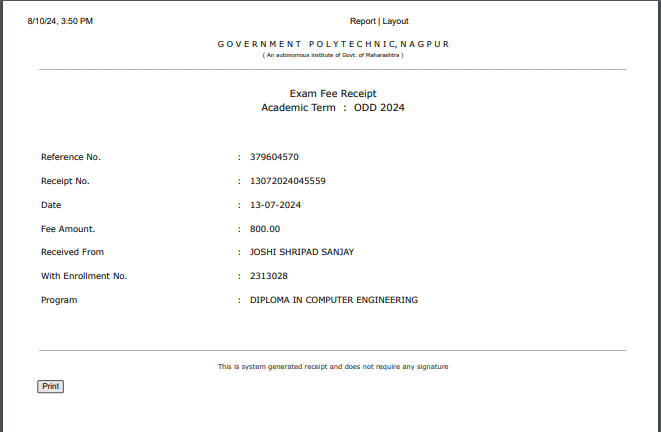 8/10/24, 3:50 PM Report | Layout
GOVERNMENT POLYTECHNIC,NAGPUR
( An autonomous institute of Govt. of Maharashtra )
Exam Fee Receipt
Academic Term : ODD 2024
Reference No. : 379604570
Receipt No. : 13072024045559
Date : 13-07-2024
Fee Amount. : 800.00
Received From : JOSHI SHRIPAD SANJAY
With Enrollment No. : 2313028
Program : DIPLOMA IN COMPUTER ENGINEERING
This is system generated receipt and does not require any signature
Print